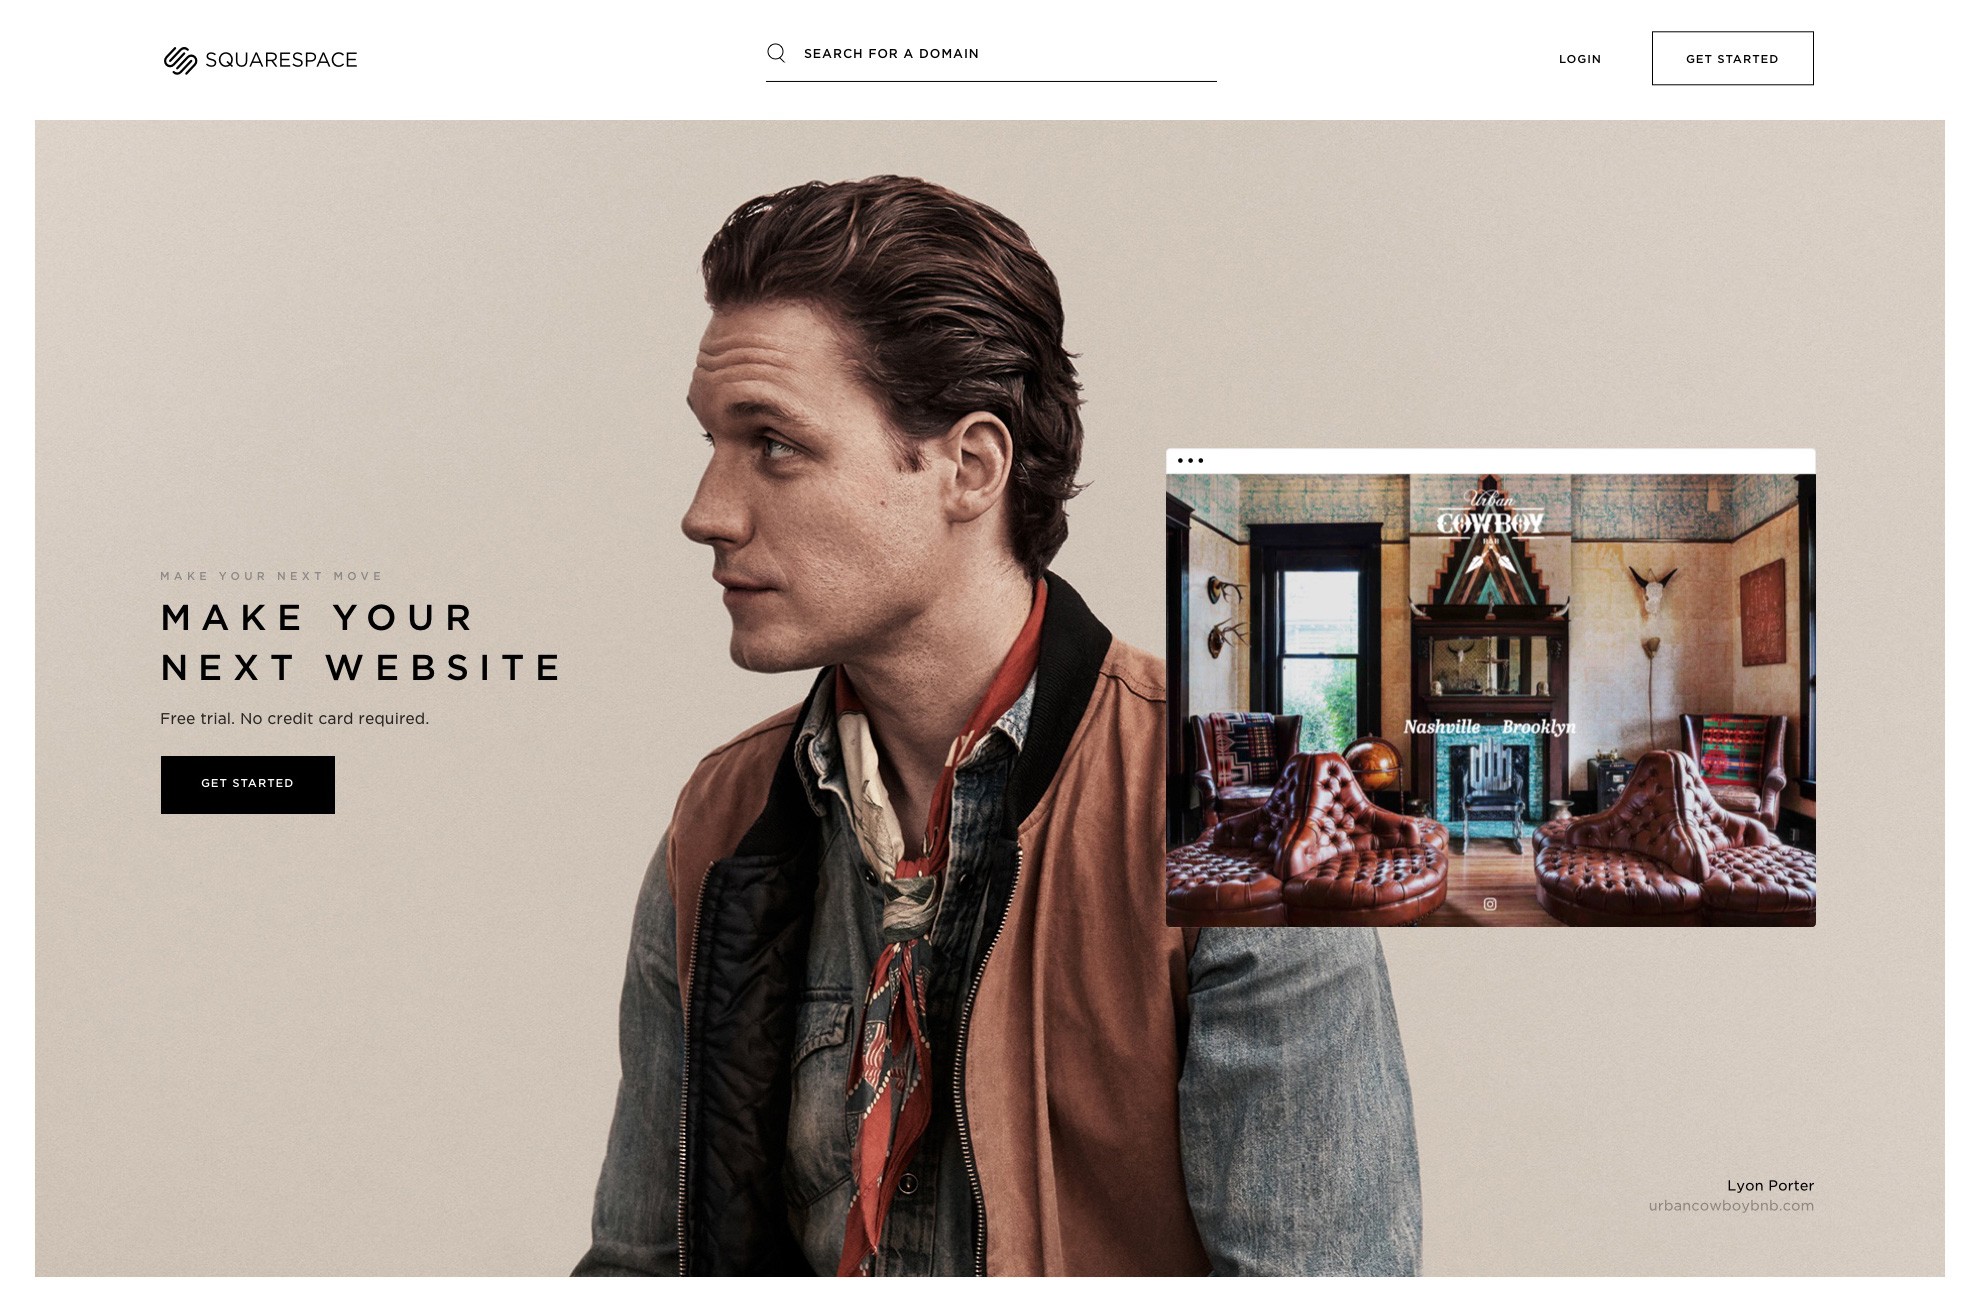 SQUARESPACE
SEARCH FOR A DOMAIN
LOGIN
GET STARTED
MAKE YOUR NEXT MOVE
MAKE YOUR
NEXT WEBSITE
Free trial. No credit card required.
GET STARTED
Urban
COWBOY
B&B
Nashville
Brooklyn
Lyon Porter
urbancowboybnb.com